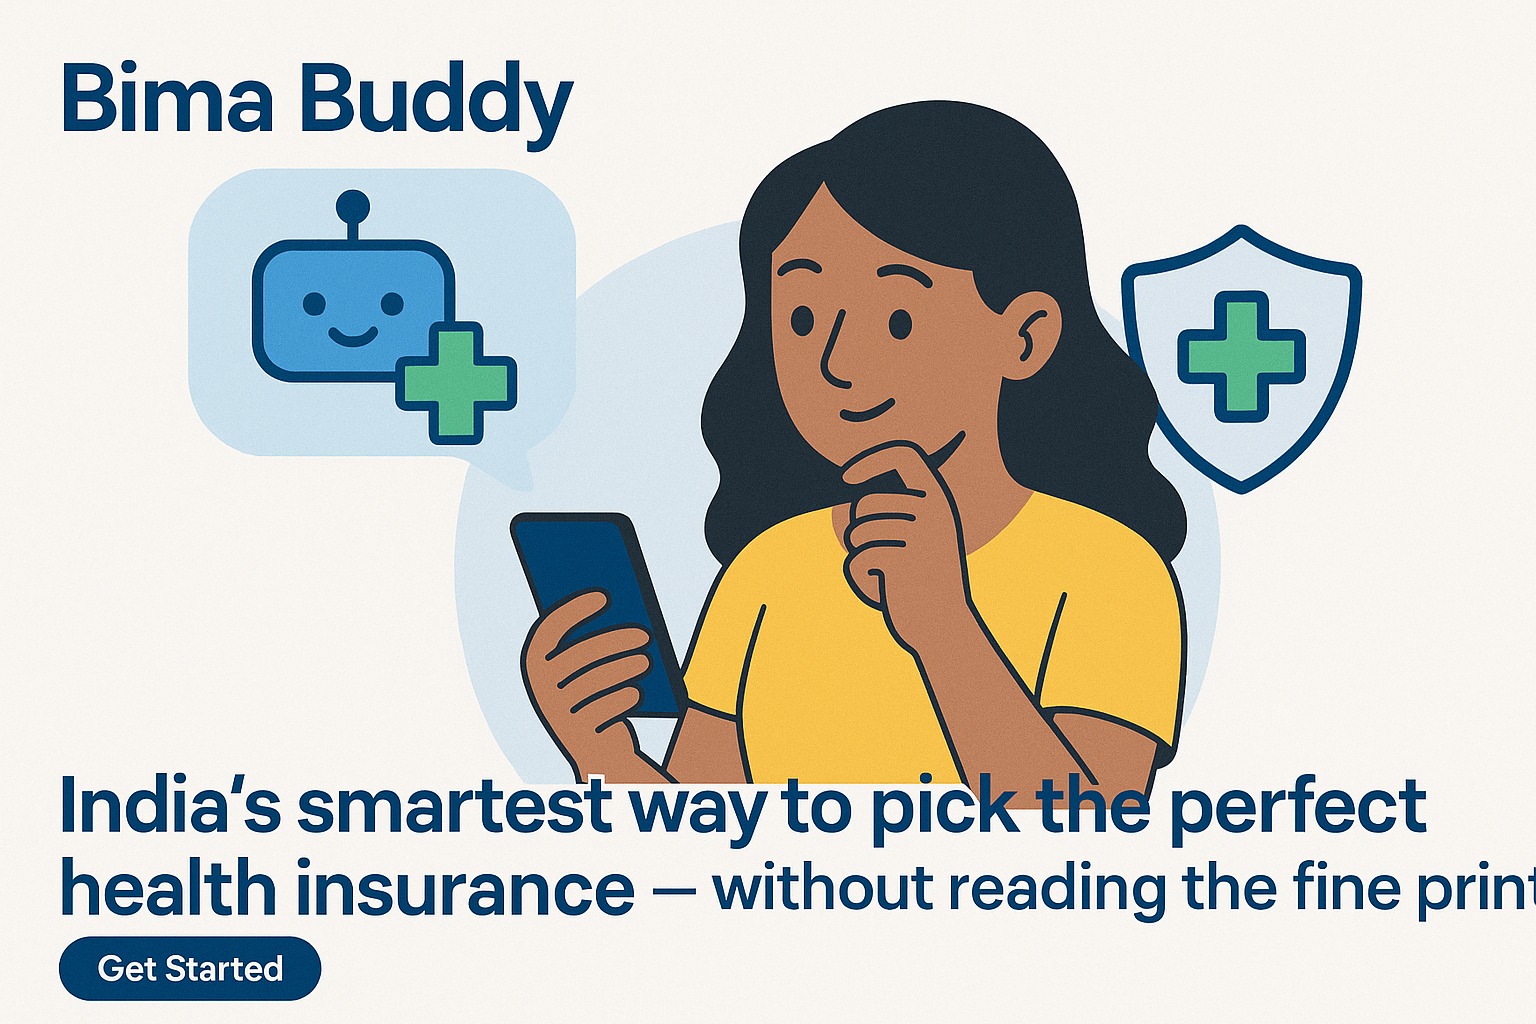 Bima Buddy
India‘s smartest way to pick the perfect
health insurance – without reading the fine print
Get Started